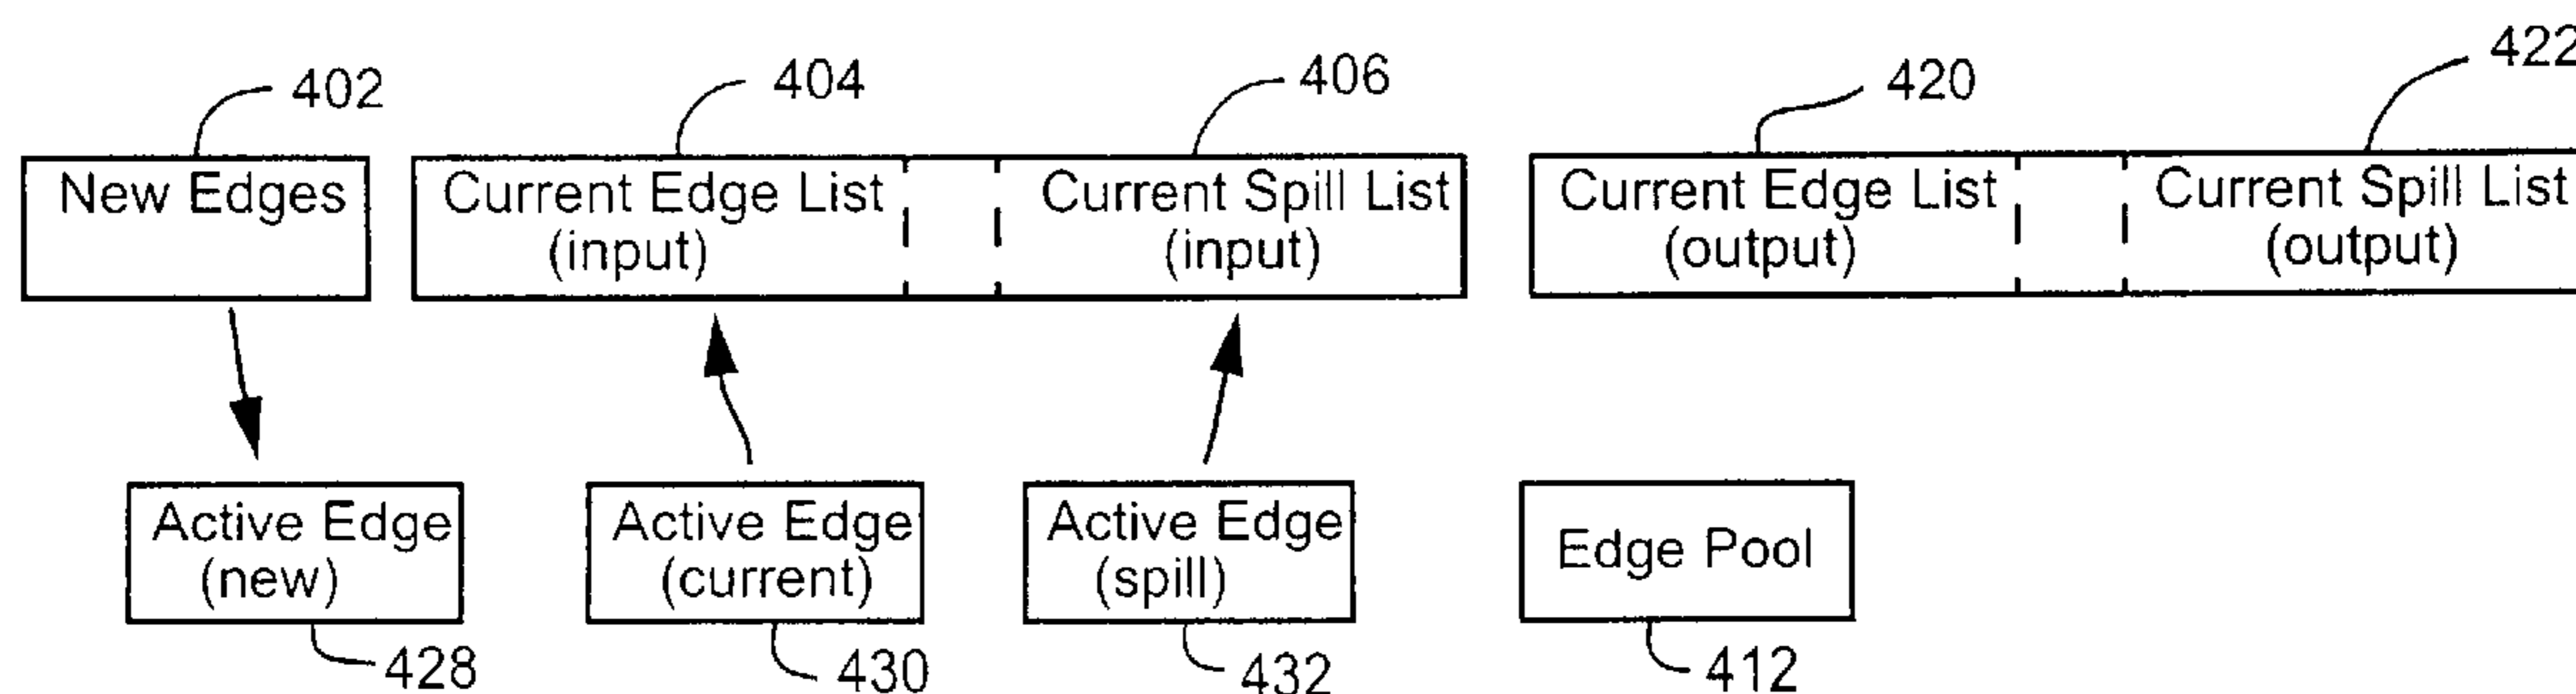 402
404
406
420
422
New Edges
Current Edge List
(input)
Current Spill List
(input)
Current Edge List
(output)
Current Spill List
(output)
Active Edge
(new)
Active Edge
(current)
Active Edge
(spill)
Edge Pool
428
430
432
412